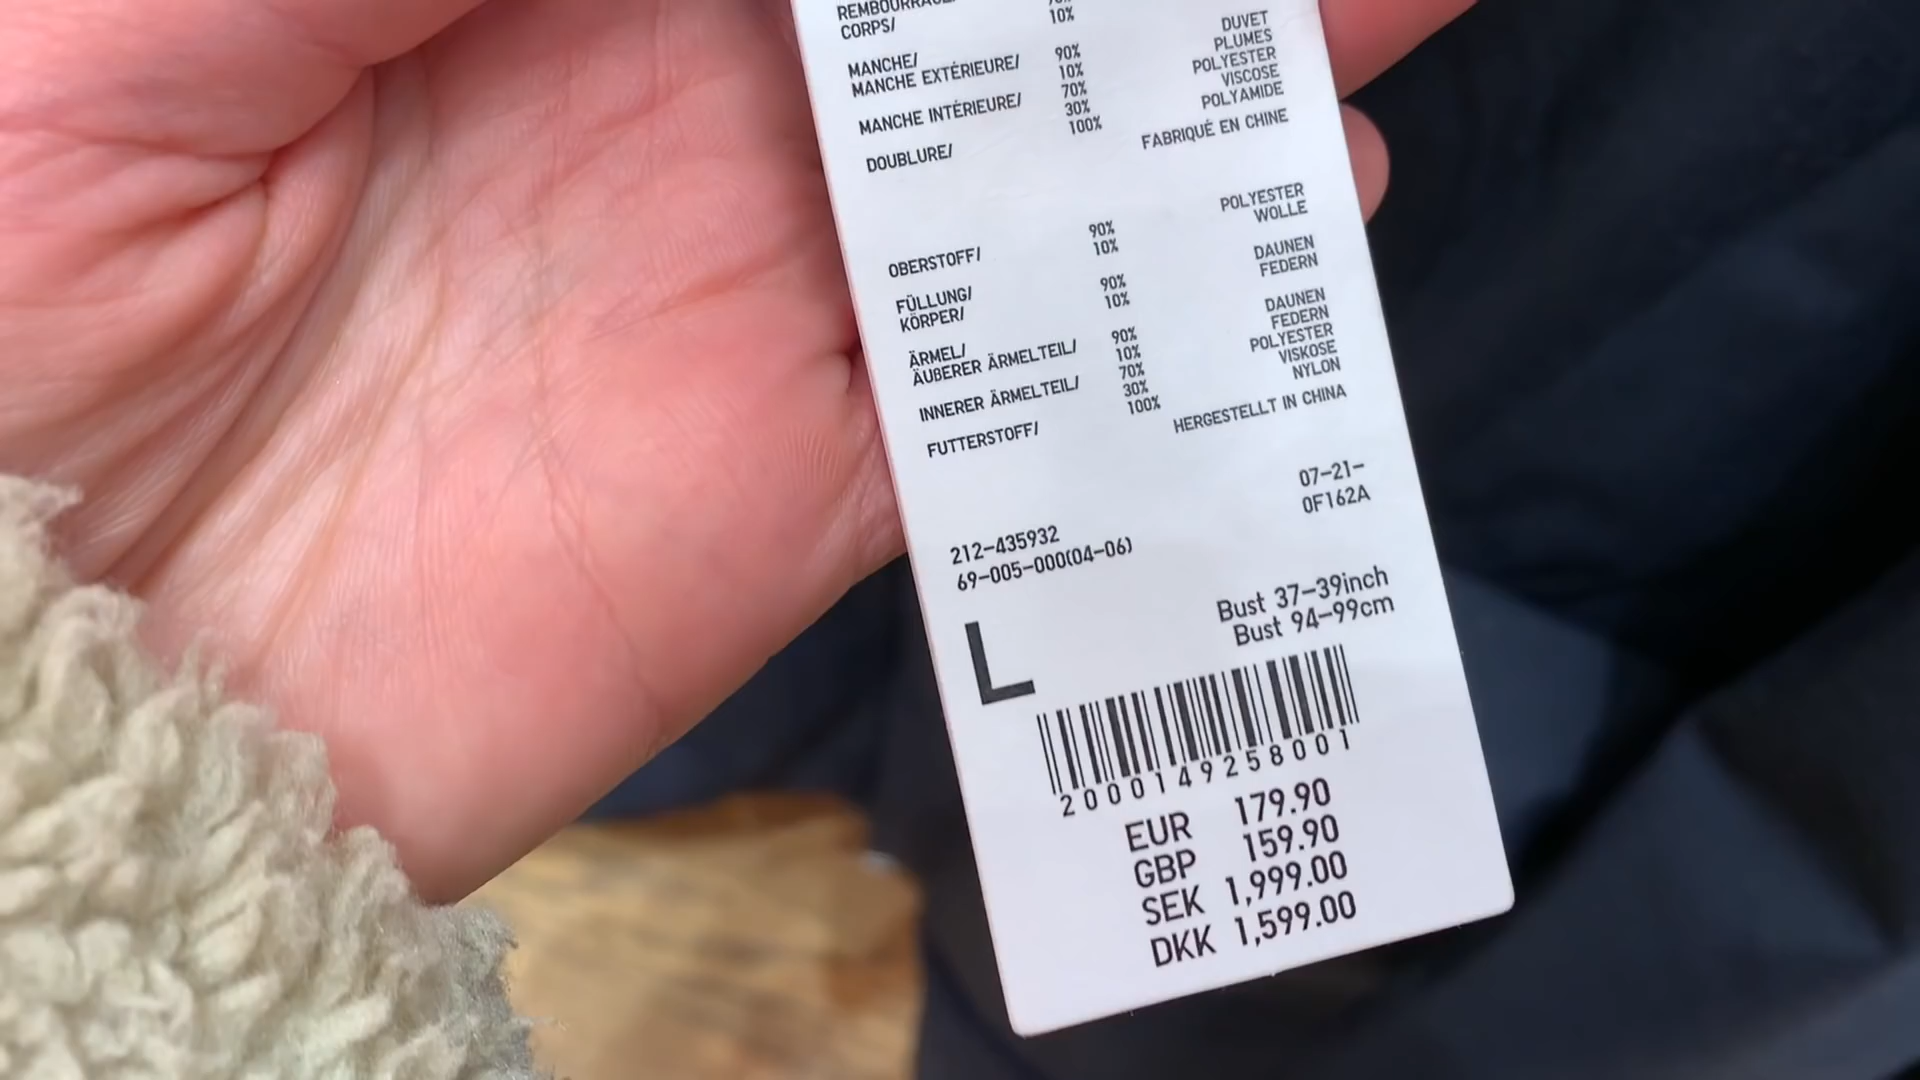 CORPS/ 10%
DUVET
MANCHE/ 90% PLUMES
MANCHE EXTÉRIEURE/ 10% POLYESTER
70% VISCOSE
MANCHE INTÉRIEURE/ 30% POLYAMIDE
100%
DOUBLURE/ FABRIQUÉ EN CHINE
POLYESTER
90% WOLLE
OBERSTOFF/ 10%
DAUNEN
FÜLLUNG/ 90% FEDERN
KÖRPER/ 10%
DAUNEN
ÄRMEL/ 90% FEDERN
ÄUßERER ÄRMELTEIL/ 10% POLYESTER
70% VISKOSE
INNERER ÄRMELTEIL/ 30% NYLON
100%
FUTTERSTOFF/ HERGESTELLT IN CHINA
07-21-
0F162A
212-435932
69-005-000(04-06)
Bust 37-39inch
Bust 94-99cm
L
2000149258001
EUR 179.90
GBP 159.90
SEK 1,999.00
DKK 1,599.00